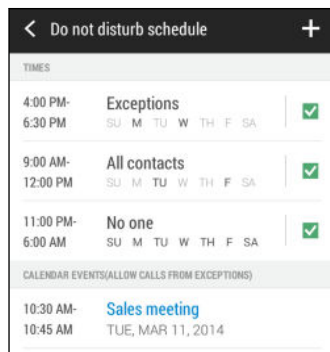 Do not disturb schedule
TIMES
4:00 PM- Exceptions
6:30 PM SU M TU W TH F SA
9:00 AM- All contacts
12:00 PM SU M TU W TH F SA
11:00 PM- No one
6:00 AM SU M TU W TH F SA
CALENDAR EVENTS(ALLOW CALLS FROM EXCEPTIONS)
10:30 AM- Sales meeting
10:45 AM TUE, MAR 11, 2014